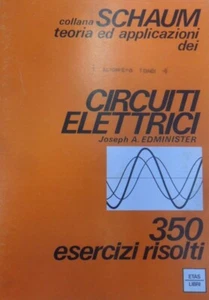 collana SCHAUM
teoria ed applicazioni
dei
CIRCUITI
ELETTRICI
Joseph A. EDMINISTER
350
esercizi risolti
ETAS
LIBRI